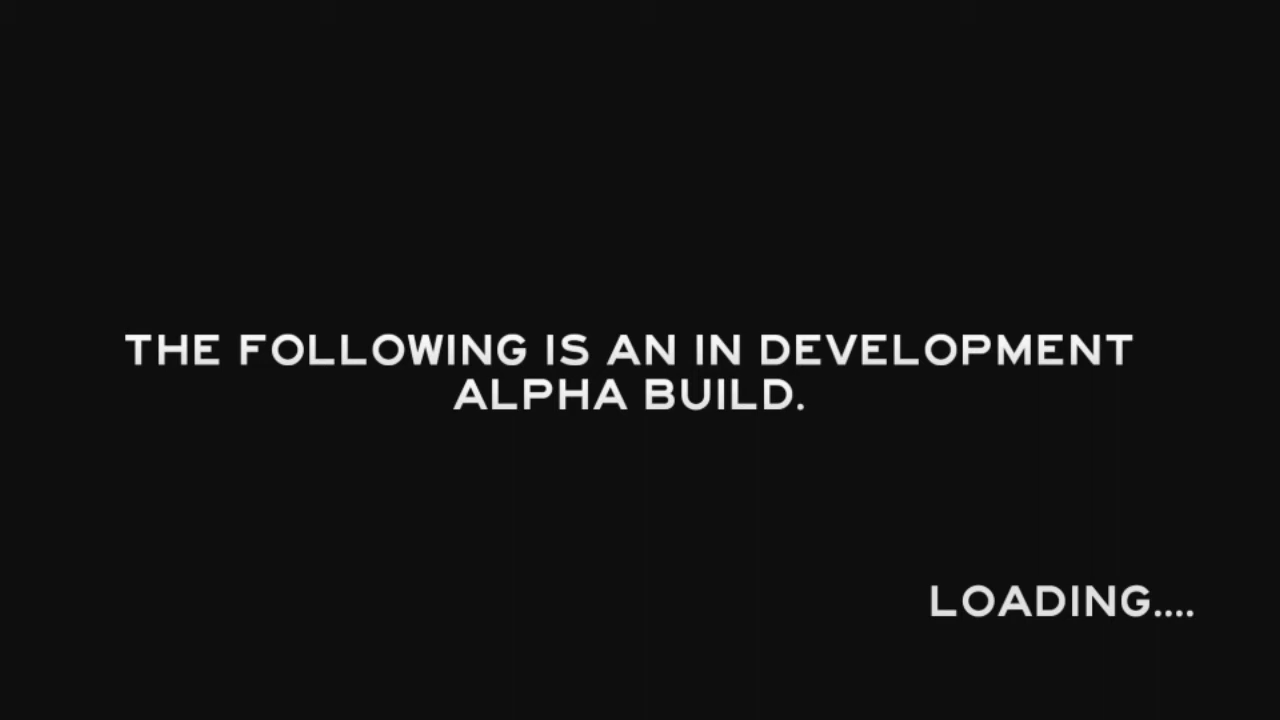 THE FOLLOWING IS AN IN DEVELOPMENT
ALPHA BUILD.
LOADING....